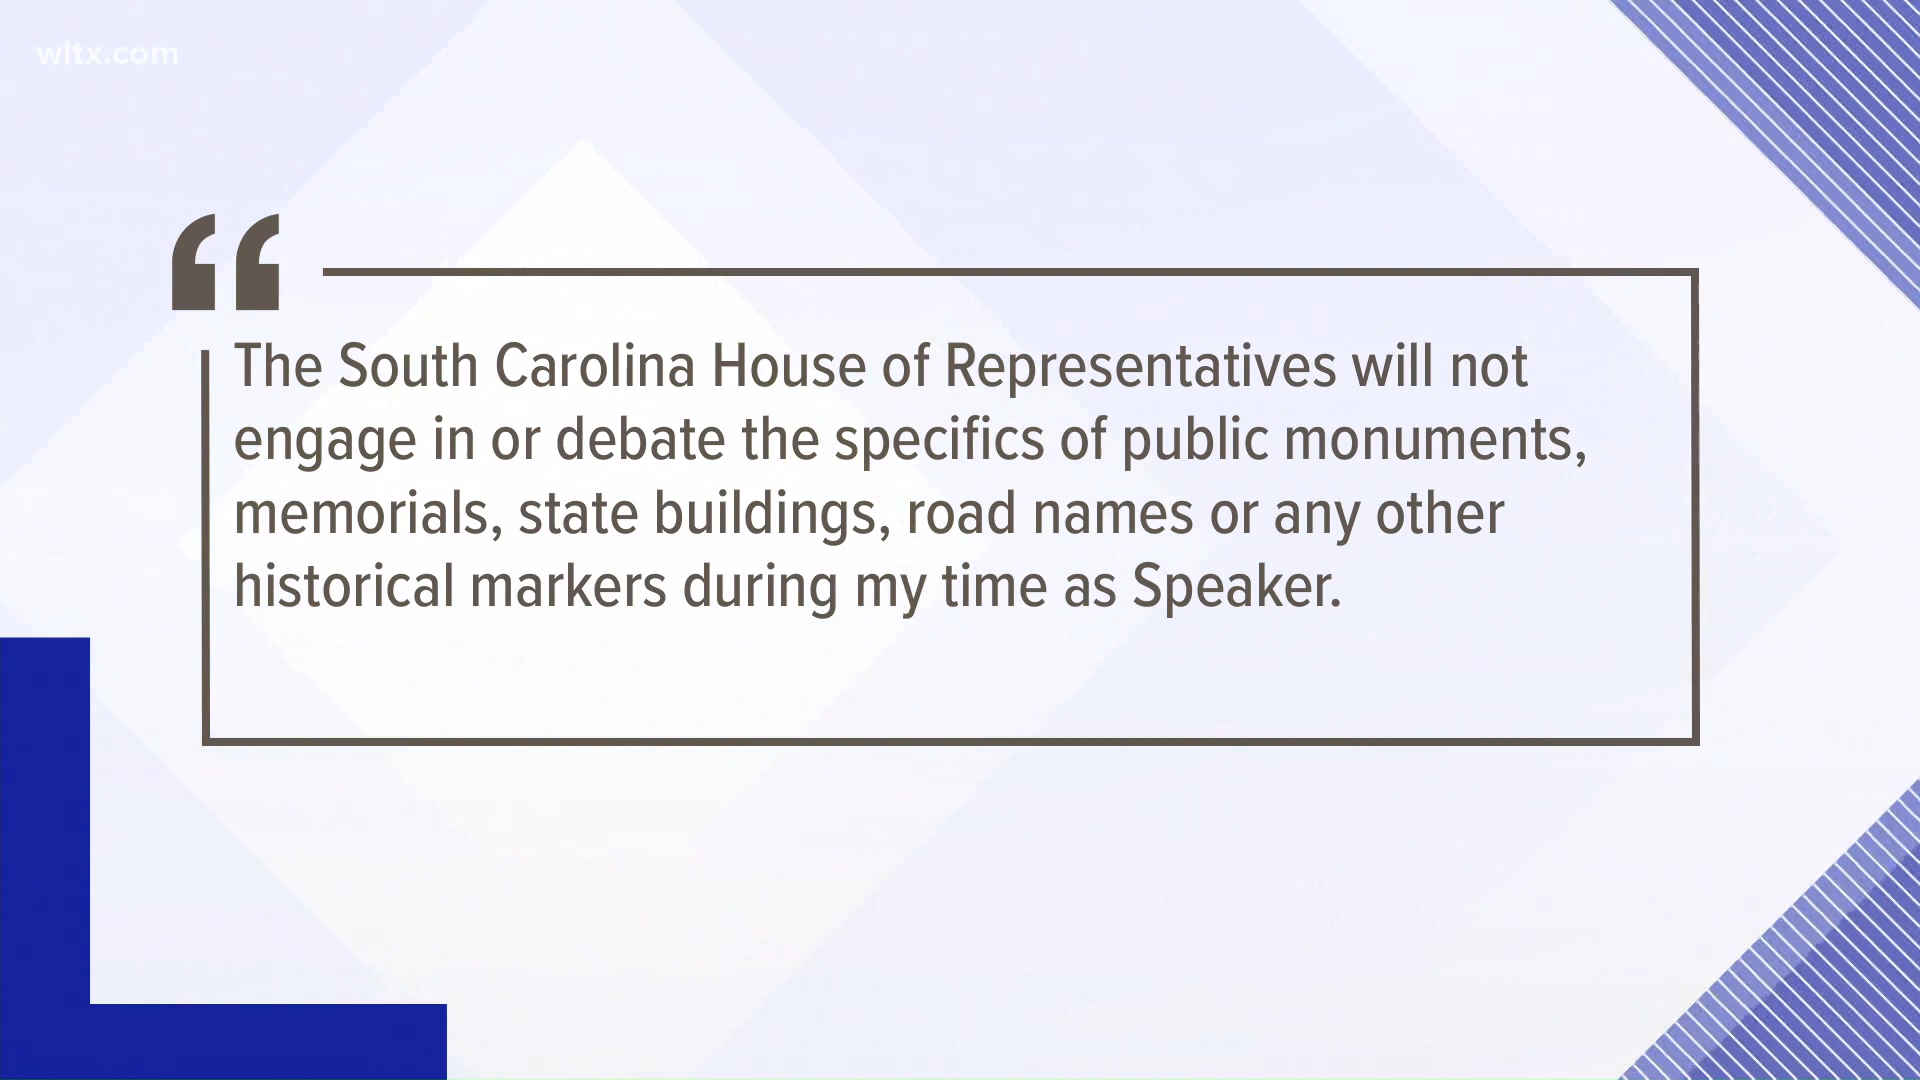 wltx.com
“
The South Carolina House of Representatives will not
engage in or debate the specifics of public monuments,
memorials, state buildings, road names or any other
historical markers during my time as Speaker.